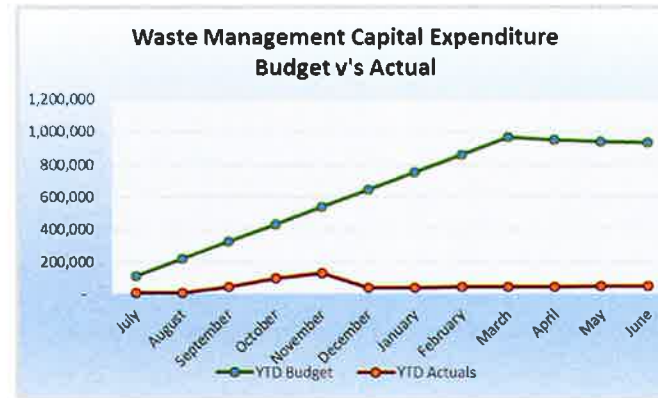 Waste Management Capital Expenditure
Budget v's Actual
1,200,000
1,000,000
800,000
600,000
400,000
200,000
-
July
August
September
October
November
December
January
February
March
April
May
June
YTD Budget
YTD Actuals